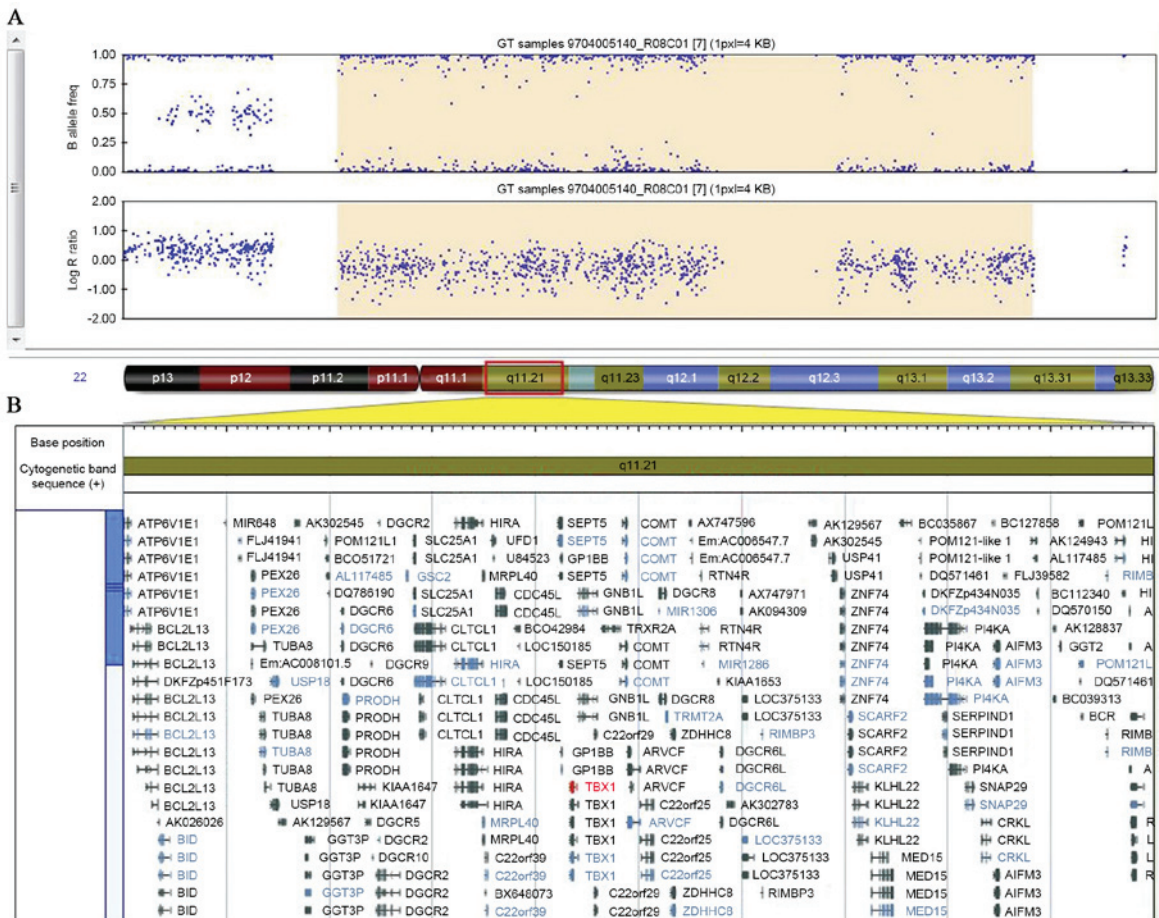 A
GT samples 9704005140_R08C01 [7] (1pxl=4 KB)
1.00
0.75
0.50
0.25
0.00
B allele freq
GT samples 9704005140_R08C01 [7] (1pxl=4 KB)
2.00
1.00
0.00
-1.00
-2.00
Log R ratio
22 p13 p12 p11.2 p11.1 q11.1 q11.21 q11.23 q12.1 q12.2 q12.3 q13.1 q13.2 q13.31 q13.33
B
Base position
Cytogenetic band
sequence (+)
q11.21
ATP6V1E1 MIR648 AK302545 DGCR2 HIRA SEPT5 COMT AX747596 AK129567 BC035867 BC127858 POM121L
ATP6V1E1 FLJ41941 POM121L1 SLC25A1 UFD1 SEPT5 COMT Em:AC006547.7 AK302545 POM121-like 1 AK124943 HI
ATP6V1E1 FLJ41941 BCO51721 SLC25A1 U84523 GP1BB COMT Em:AC006547.7 USP41 POM121-like 1 AL117485 HI
ATP6V1E1 PEX26 AL117485 GSC2 MRPL40 SEPT5 COMT RTN4R USP41 DQ571461 FLJ39582 RIMB
ATP6V1E1 PEX26 DQ786190 SLC25A1 CDC45L GNB1L DGCR8 AX747971 ZNF74 DKFZp434N035 BC112340 HI
ATP6V1E1 PEX26 DGCR6 SLC25A1 CDC45L GNB1L MIR1306 AK094309 ZNF74 DKFZp434N035 DQ570150 HI
BCL2L13 PEX26 DGCR6 CLTCL1 BCO42984 TRXR2A RTN4R ZNF74 PI4KA AK128837
BCL2L13 TUBA8 DGCR6 CLTCL1 LOC150185 COMT RTN4R ZNF74 PI4KA GGT2 A
BCL2L13 Em:AC008101.5 DGCR9 HIRA SEPT5 COMT MIR1286 ZNF74 PI4KA AIFM3 POM121L
DKFZp451F173 USP18 DGCR6 CLTCL1 LOC150185 COMT KIAA1653 ZNF74 PI4KA AIFM3 DQ571461
BCL2L13 PEX26 PRODH CLTCL1 CDC45L GNB1L DGCR8 LOC375133 ZNF74 PI4KA BC039313
BCL2L13 TUBA8 PRODH CLTCL1 CDC45L GNB1L TRMT2A LOC375133 SCARF2 SERPIND1 BCR A
BCL2L13 TUBA8 PRODH CLTCL1 CDC45L C22orf29 ZDHHC8 RIMBP3 SCARF2 SERPIND1 RIMB
BCL2L13 TUBA8 PRODH HIRA GP1BB ARVCF DGCR6L SCARF2 SERPIND1 RIMB
BCL2L13 TUBA8 PRODH HIRA GP1BB ARVCF DGCR6L SCARF2 PI4KA A
BCL2L13 TUBA8 KIAA1647 HIRA TBX1 ARVCF DGCR6L KLHL22 SNAP29 A
BCL2L13 USP18 KIAA1647 HIRA TBX1 C22orf25 AK302783 KLHL22 SNAP29 A
AK026026 AK129567 DGCR5 MRPL40 TBX1 ARVCF DGCR6L KLHL22 CRKL R
BID GGT3P DGCR2 MRPL40 TBX1 C22orf25 LOC375133 KLHL22 CRKL L
BID GGT3P DGCR10 C22orf39 TBX1 C22orf25 LOC375133 MED15 CRKL R
BID GGT3P DGCR2 C22orf39 TBX1 C22orf25 LOC375133 MED15 AIFM3 R
BID GGT3P DGCR2 BX648073 C22orf29 ZDHHC8 RIMBP3 MED15 AIFM3
BID GGT3P DGCR2 C22orf39 C22orf29 ZDHHC8 MED15 AIFM3